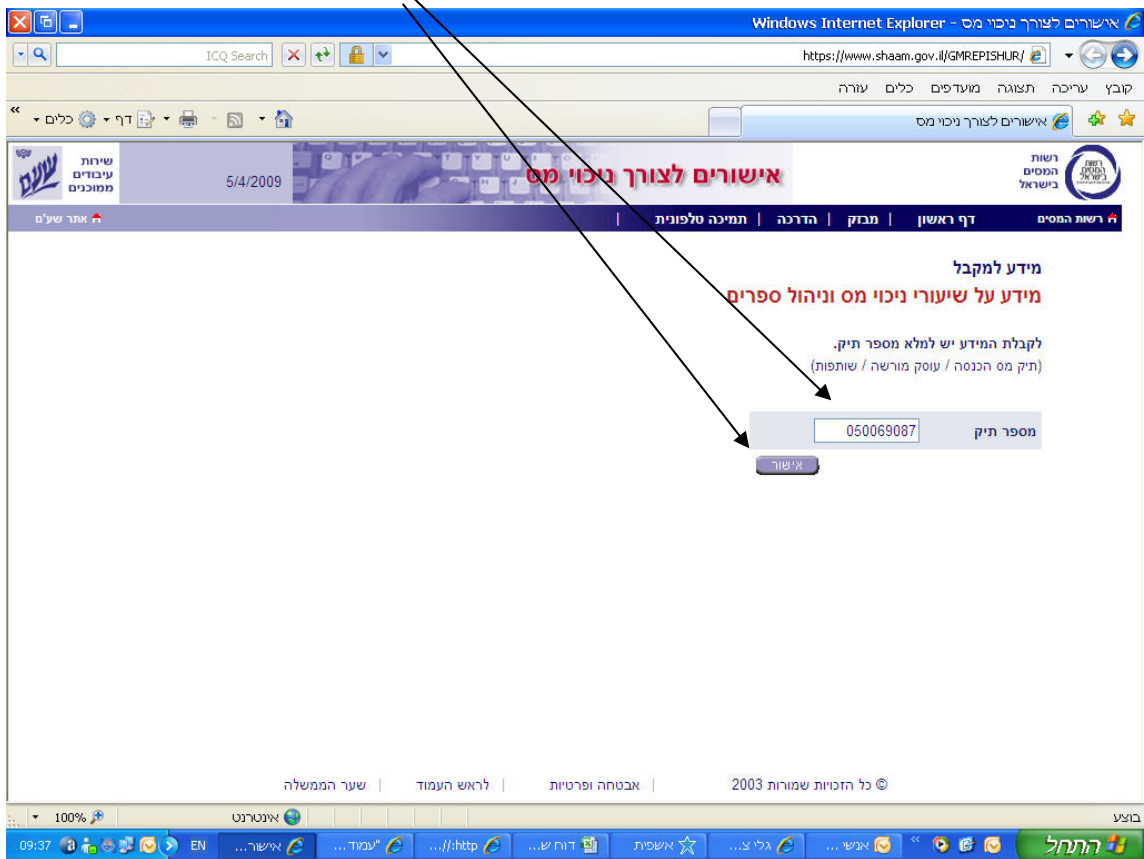 אישורים לצורך ניכוי מס - Windows Internet Explorer
https://www.shaam.gov.il/GMREPISHUR/
ICQ Search
קובץ עריכה תצוגה מועדפים כלים עזרה
אישורים לצורך ניכוי מס
דף
כלים
»
רשות
המסים
בישראל
אישורים לצורך ניכוי מס
5/4/2009
שירות
עיבודים
ממוכנים
שעמ
רשות המסים
דף ראשון | מבזק | הדרכה | תמיכה טלפונית |
אתר שע'ם
מידע למקבל
מידע על שיעורי ניכוי מס וניהול ספרים
לקבלת המידע יש למלא מספר תיק.
(תיק מס הכנסה / עוסק מורשה / שותפות)
מספר תיק 050069087
אישור
© כל הזכויות שמורות 2003 | אבטחה ופרטיות | לראש העמוד | שער הממשלה
בוצע
אינטרנט
100%
התחל
אנשי ...
גלי צ...
אשפית
דוח ש...
http://...
"עמוד ...
אישור...
EN
09:37